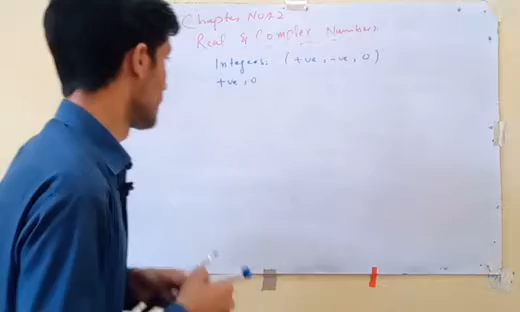 Chapter No# 2
Real & Complex Numbers.
Integers. (+ve, -ve, 0)
+ve, 0